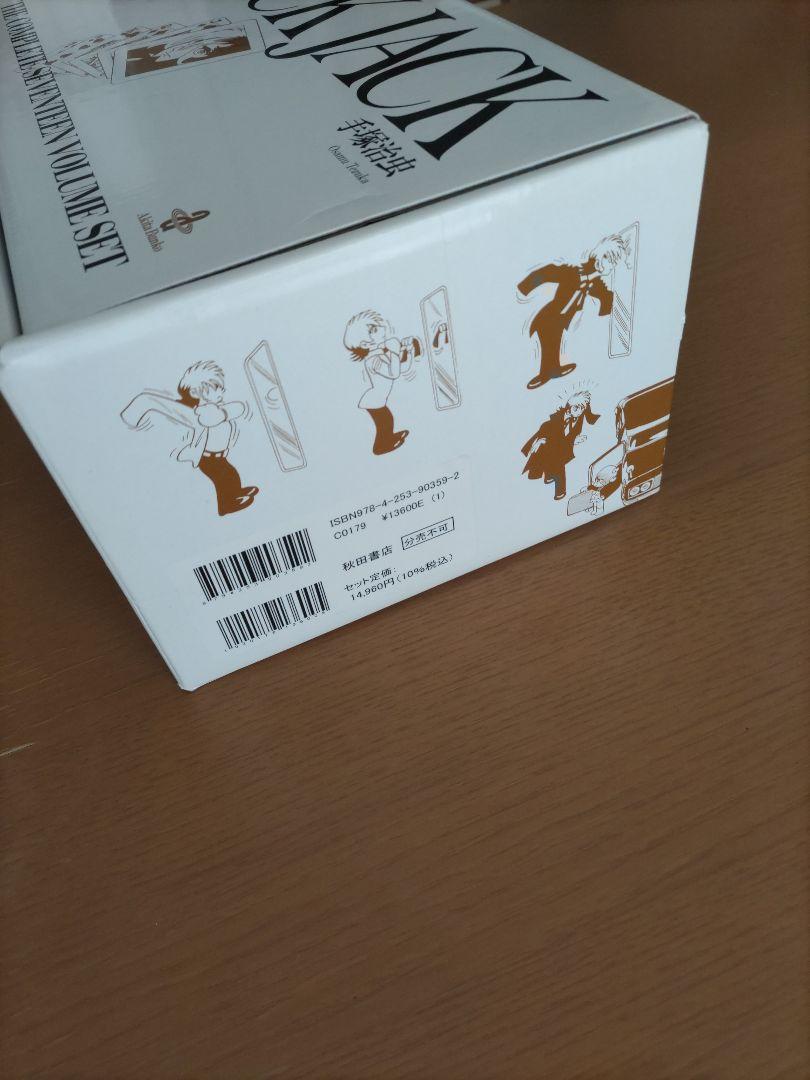 CK JACK
手塚治虫
Osamu Tezuka
THE COMPLETE SEVENTEEN VOLUME SET
Akita Bunko
ISBN978-4-253-90359-2
C0179 ¥13600E (1)
秋田書店 分売不可
セット定価:
14,960円(10%税込)